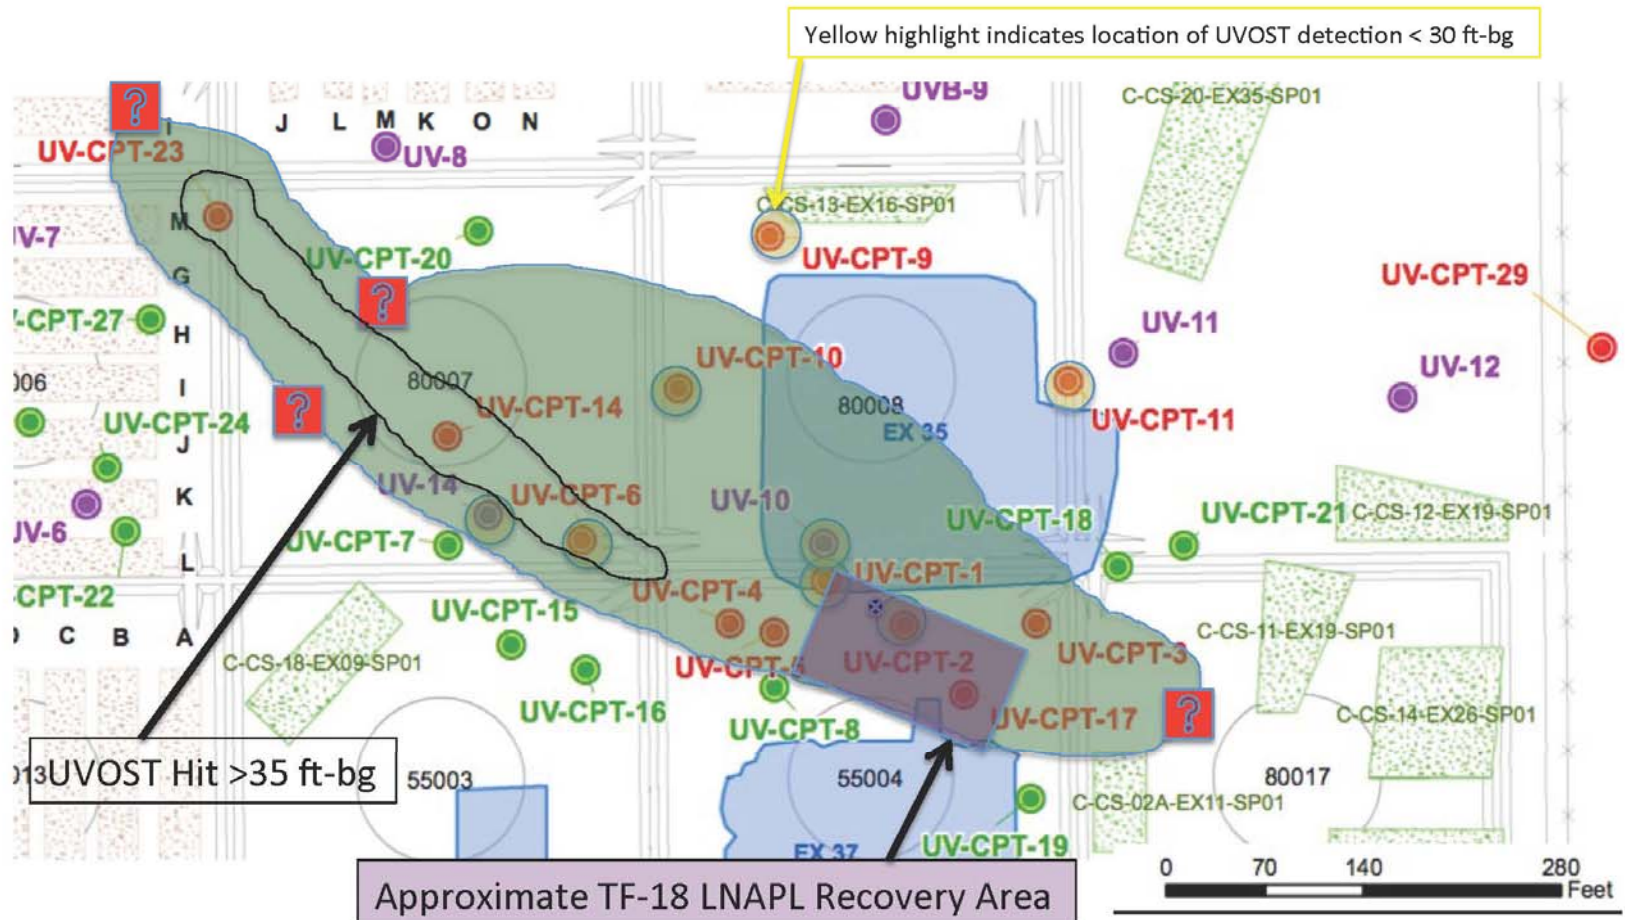 Yellow highlight indicates location of UVOST detection < 30 ft-bg
UVB-9
C-CS-20-EX35-SP01
?
I
J L M K O N
UV-CPT-23
UV-8
C-CS-13-EX16-SP01
M
UV-7
UV-CPT-20
UV-CPT-9
G
UV-CPT-29
?
-CPT-27
H
UV-11
UV-CPT-10
UV-12
006
I
80007
80008
?
UV-CPT-14
UV-CPT-24
UV-CPT-11
EX 35
J
UV-14
K
UV-CPT-6
UV-10
UV-CPT-18
UV-CPT-21
C-CS-12-EX19-SP01
UV-6
UV-CPT-7
L
UV-CPT-1
UV-CPT-4
-CPT-22
UV-CPT-15
C B A
C-CS-11-EX19-SP01
UV-CPT-3
C-CS-18-EX09-SP01
UV-CPT-5
UV-CPT-2
UV-CPT-16
UV-CPT-8
UV-CPT-17
?
C-CS-14-EX26-SP01
013
UVOST Hit >35 ft-bg
55003
55004
80017
C-CS-02A-EX11-SP01
EX 37
UV-CPT-19
0 70 140 280
Feet
Approximate TF-18 LNAPL Recovery Area